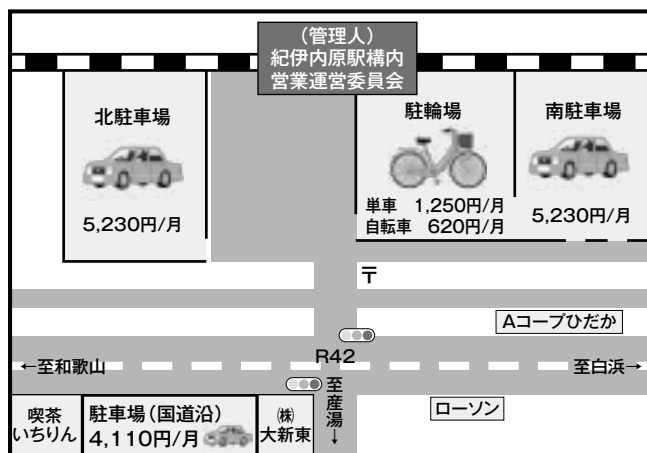 （管理人）
紀伊内原駅構内
営業運営委員会
北駐車場
5,230円/月
駐輪場
単車 1,250円/月
自転車 620円/月
南駐車場
5,230円/月
〒
Aコープひだか
R42
←至和歌山
至白浜→
至産湯↓
ローソン
喫茶
いちりん
駐車場（国道沿）
4,110円/月
㈱
大新東